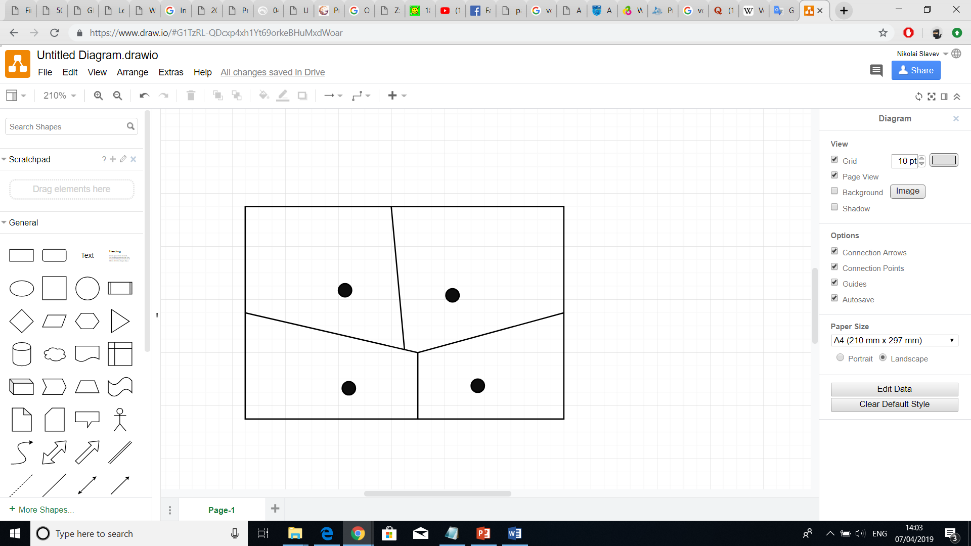 https://www.draw.io/#G1TzRL-QDcxp4xh1Yt69orkeBHuMxdWoar
Untitled Diagram.drawio
Nikolai Slavev
File Edit View Arrange Extras Help All changes saved in Drive
Share
210%
Search Shapes
Scratchpad
Drag elements here
General
Text
More Shapes...
Page-1
Diagram
View
Grid 10 pt
Page View
Background Image
Shadow
Options
Connection Arrows
Connection Points
Guides
Autosave
Paper Size
A4 (210 mm x 297 mm)
Portrait Landscape
Edit Data
Clear Default Style
Type here to search
ENG
14:03
07/04/2019
3